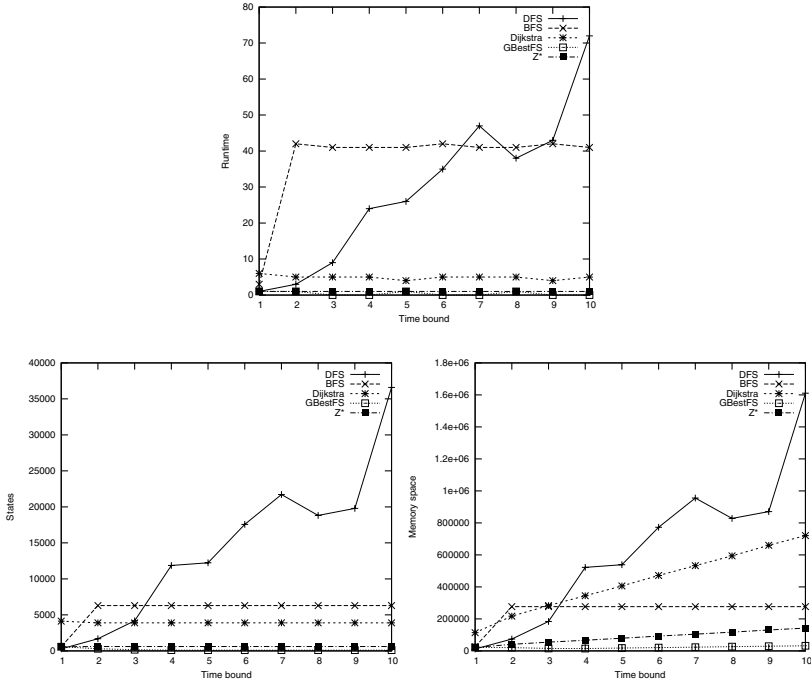 80
70
60
50
40
30
20
10
0
Runtime
DFS
BFS
Dijkstra
GBestFS
Z*
1 2 3 4 5 6 7 8 9 10
Time bound
40000
35000
30000
25000
20000
15000
10000
5000
0
States
DFS
BFS
Dijkstra
GBestFS
Z*
1 2 3 4 5 6 7 8 9 10
Time bound
1.8e+06
1.6e+06
1.4e+06
1.2e+06
1e+06
800000
600000
400000
200000
0
Memory space
DFS
BFS
Dijkstra
GBestFS
Z*
1 2 3 4 5 6 7 8 9 10
Time bound